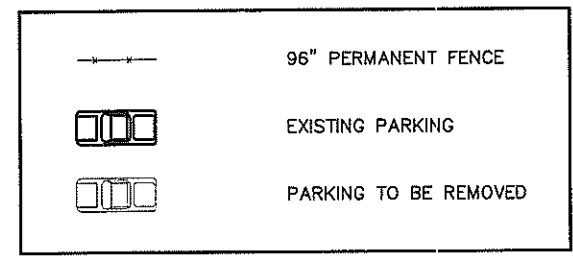 96" PERMANENT FENCE
EXISTING PARKING
PARKING TO BE REMOVED